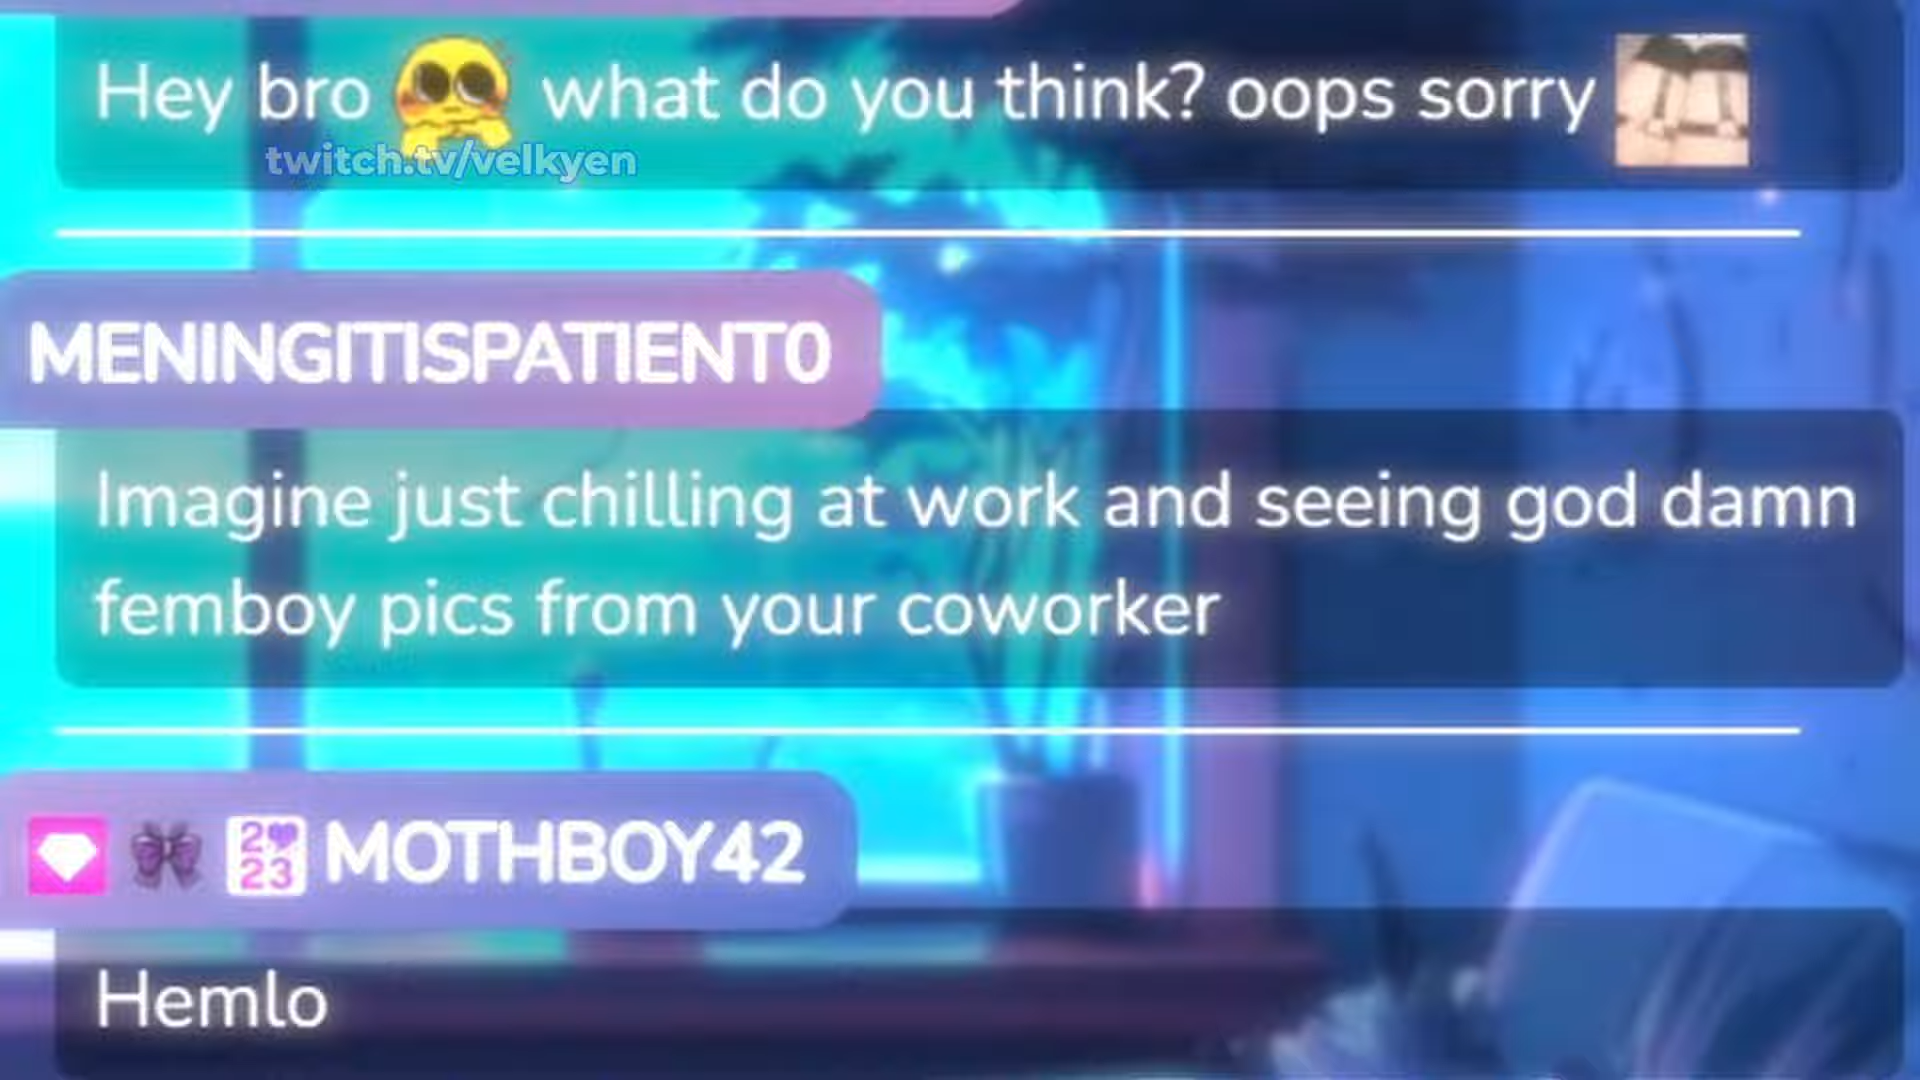 Hey bro what do you think? oops sorry
twitch.tv/velkyen
MENINGITISPATIENT0
Imagine just chilling at work and seeing god damn
femboy pics from your coworker
2023 MOTHBOY42
Hemlo